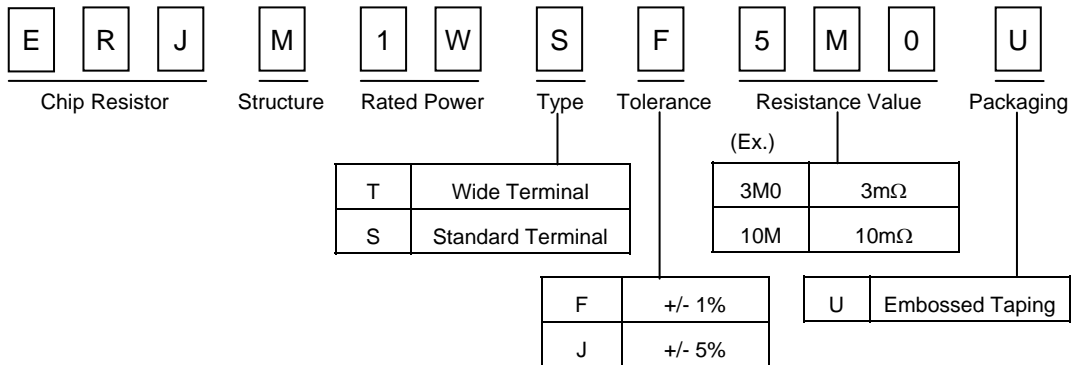 E R J M 1 W S F 5 M 0 U
Chip Resistor Structure Rated Power Type Tolerance Resistance Value Packaging
(Ex.)
T Wide Terminal
S Standard Terminal
3M0 3mΩ
10M 10mΩ
F +/- 1%
J +/- 5%
U Embossed Taping